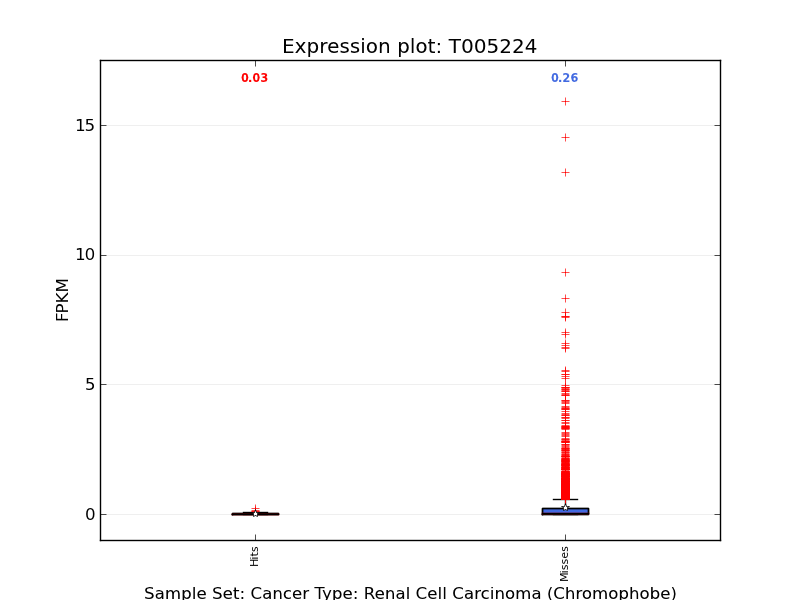 Expression plot: T005224
0.03 0.26
15
10
5
0
FPKM
Hits
Misses
Sample Set: Cancer Type: Renal Cell Carcinoma (Chromophobe)